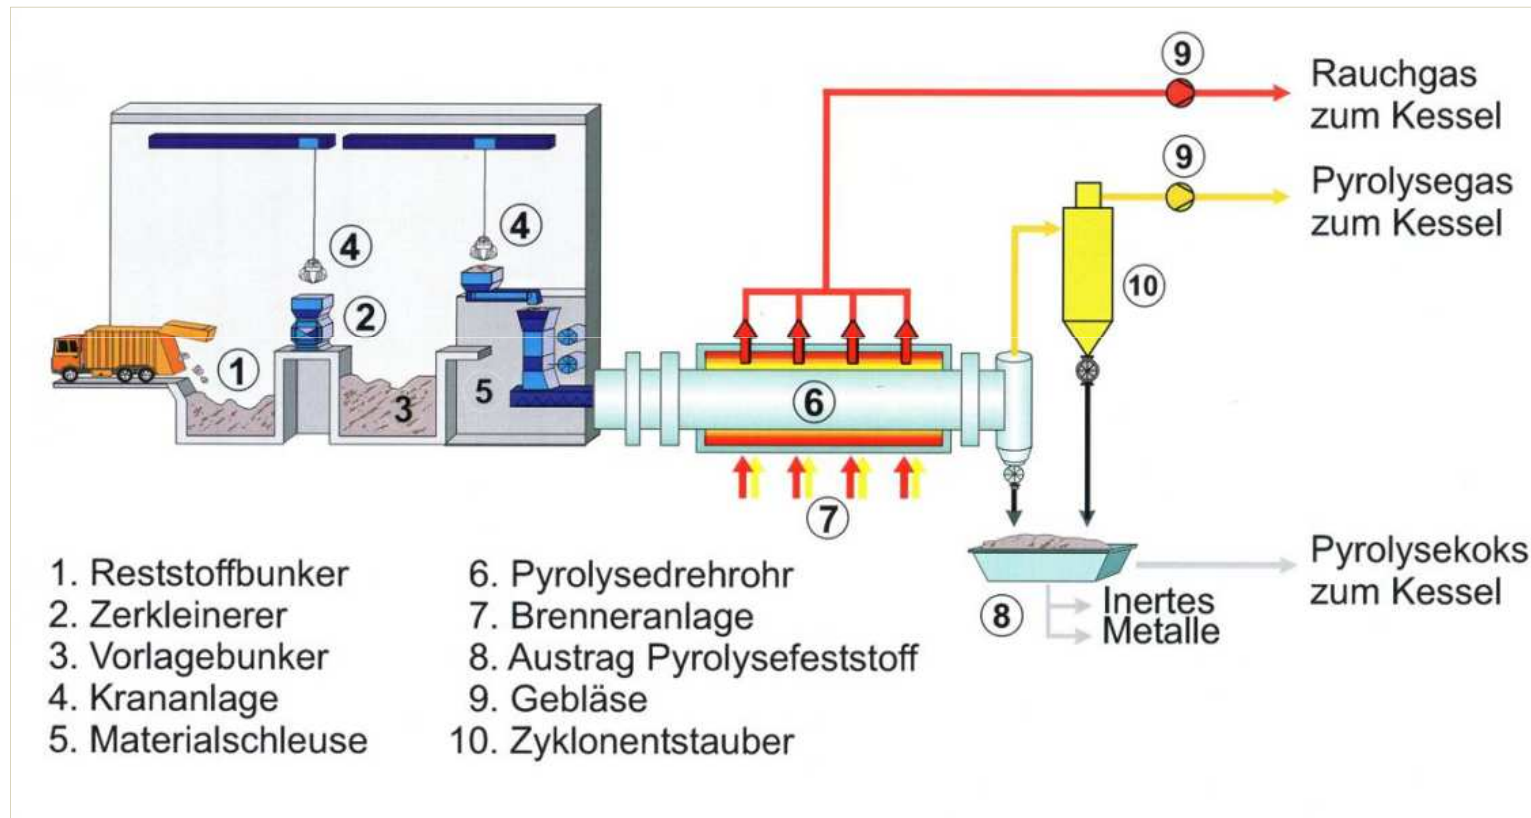 9
Rauchgas
zum Kessel
9
Pyrolysegas
zum Kessel
4
4
10
2
1
5
3
6
7
Pyrolysekoks
zum Kessel
8
Inertes
Metalle
1. Reststoffbunker
2. Zerkleinerer
3. Vorlagebunker
4. Krananlage
5. Materialschleuse
6. Pyrolysedrehrohr
7. Brenneranlage
8. Austrag Pyrolysefeststoff
9. Gebläse
10. Zyklonentstauber